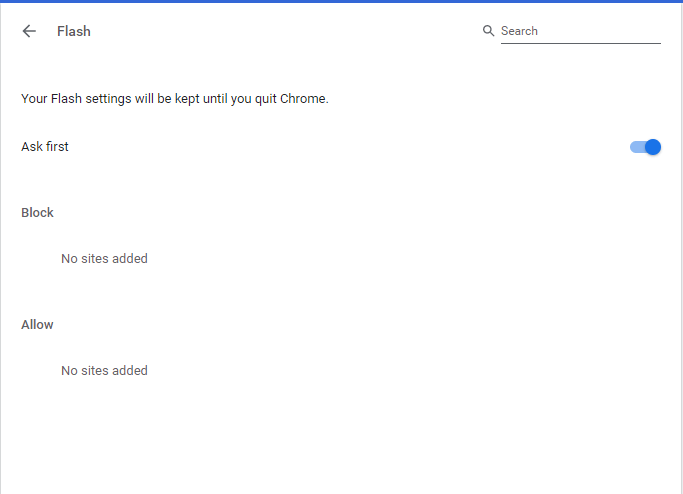 Flash
Search
Your Flash settings will be kept until you quit Chrome.
Ask first
Block
No sites added
Allow
No sites added